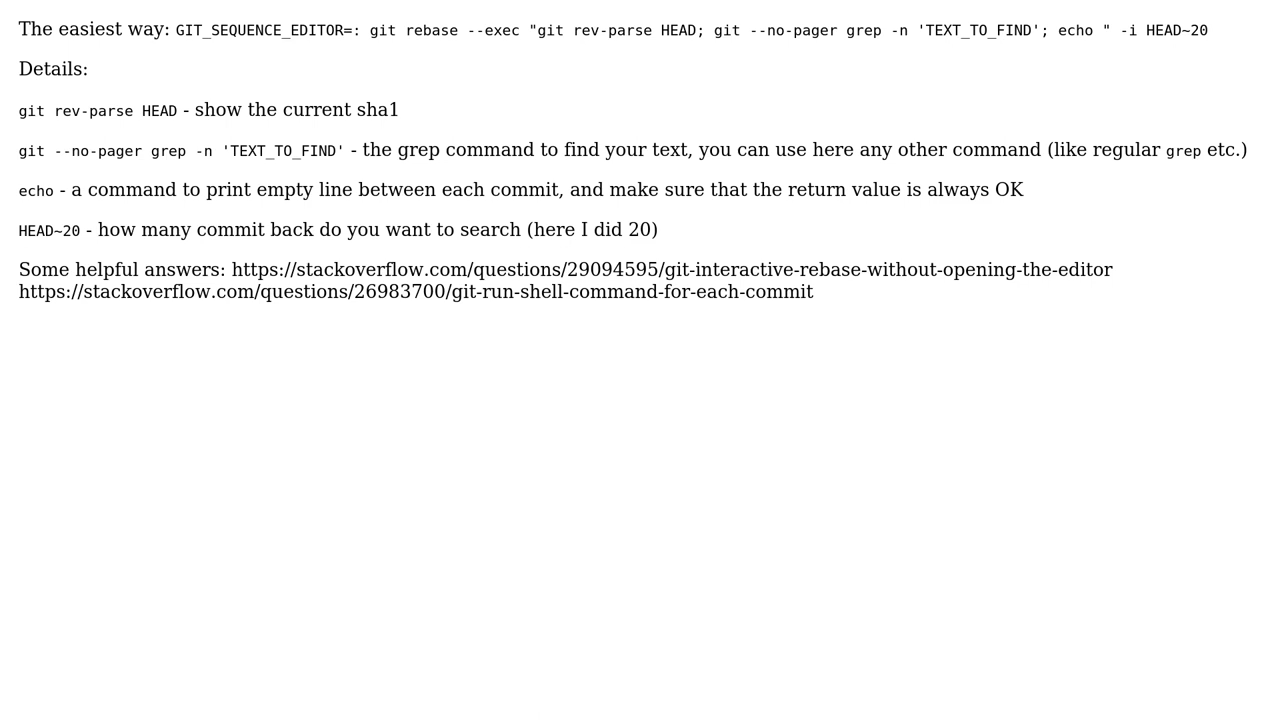 The easiest way: GIT_SEQUENCE_EDITOR=: git rebase --exec "git rev-parse HEAD; git --no-pager grep -n 'TEXT_TO_FIND'; echo " -i HEAD~20
Details:
git rev-parse HEAD - show the current sha1
git --no-pager grep -n 'TEXT_TO_FIND' - the grep command to find your text, you can use here any other command (like regular grep etc.)
echo - a command to print empty line between each commit, and make sure that the return value is always OK
HEAD~20 - how many commit back do you want to search (here I did 20)
Some helpful answers: https://stackoverflow.com/questions/29094595/git-interactive-rebase-without-opening-the-editor
https://stackoverflow.com/questions/26983700/git-run-shell-command-for-each-commit